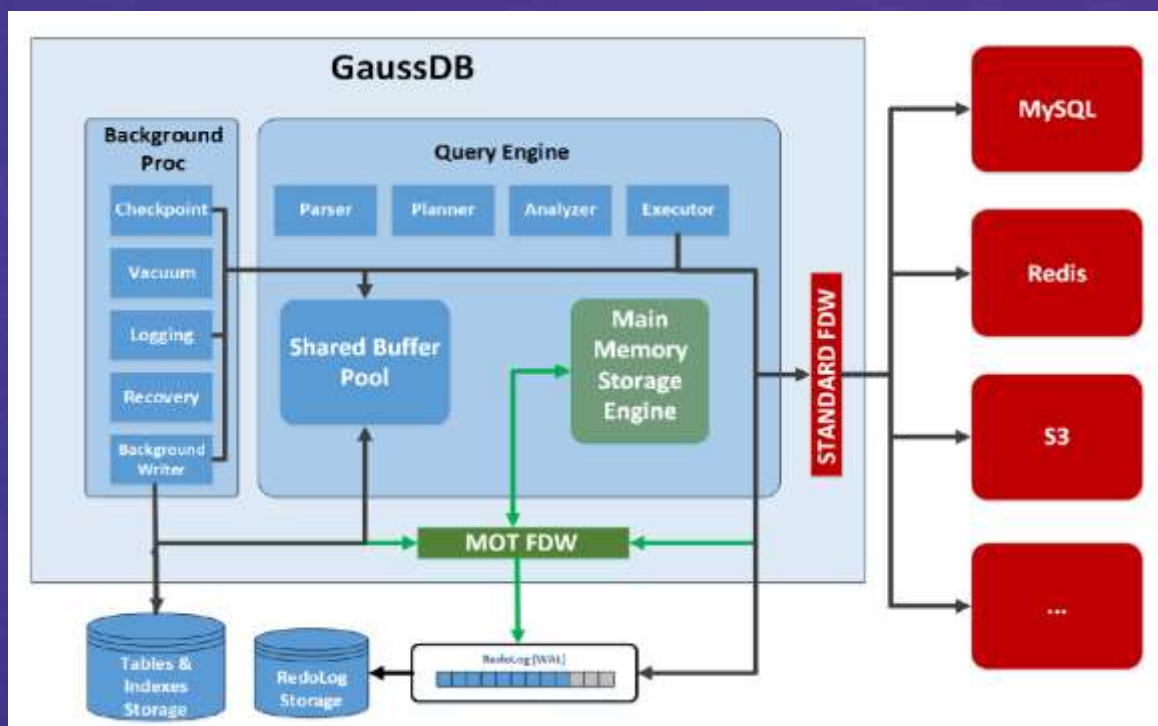 GaussDB
Background
Proc
Checkpoint
Vacuum
Logging
Recovery
Background
Writer
Query Engine
Parser
Planner
Analyzer
Executor
Shared Buffer
Pool
Main
Memory
Storage
Engine
MOT FDW
STANDARD FDW
MySQL
Redis
S3
...
Tables &
Indexes
Storage
RedoLog
Storage
RedoLog (WAL)